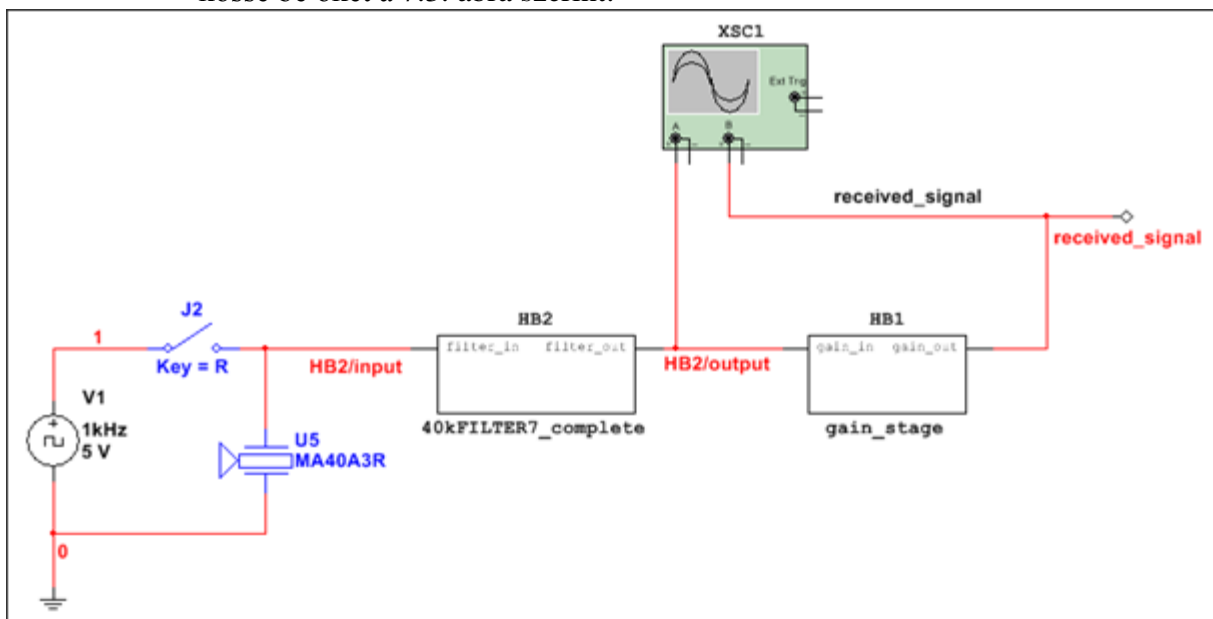 XSC1
Ext Trig
A
B
received_signal
received_signal
J2
HB2
HB1
1
filter_in filter_out
gain_in gain_out
Key = R
HB2/input
HB2/output
V1
1kHz
5 V
40kFILTER7_complete
gain_stage
U5
MA40A3R
0